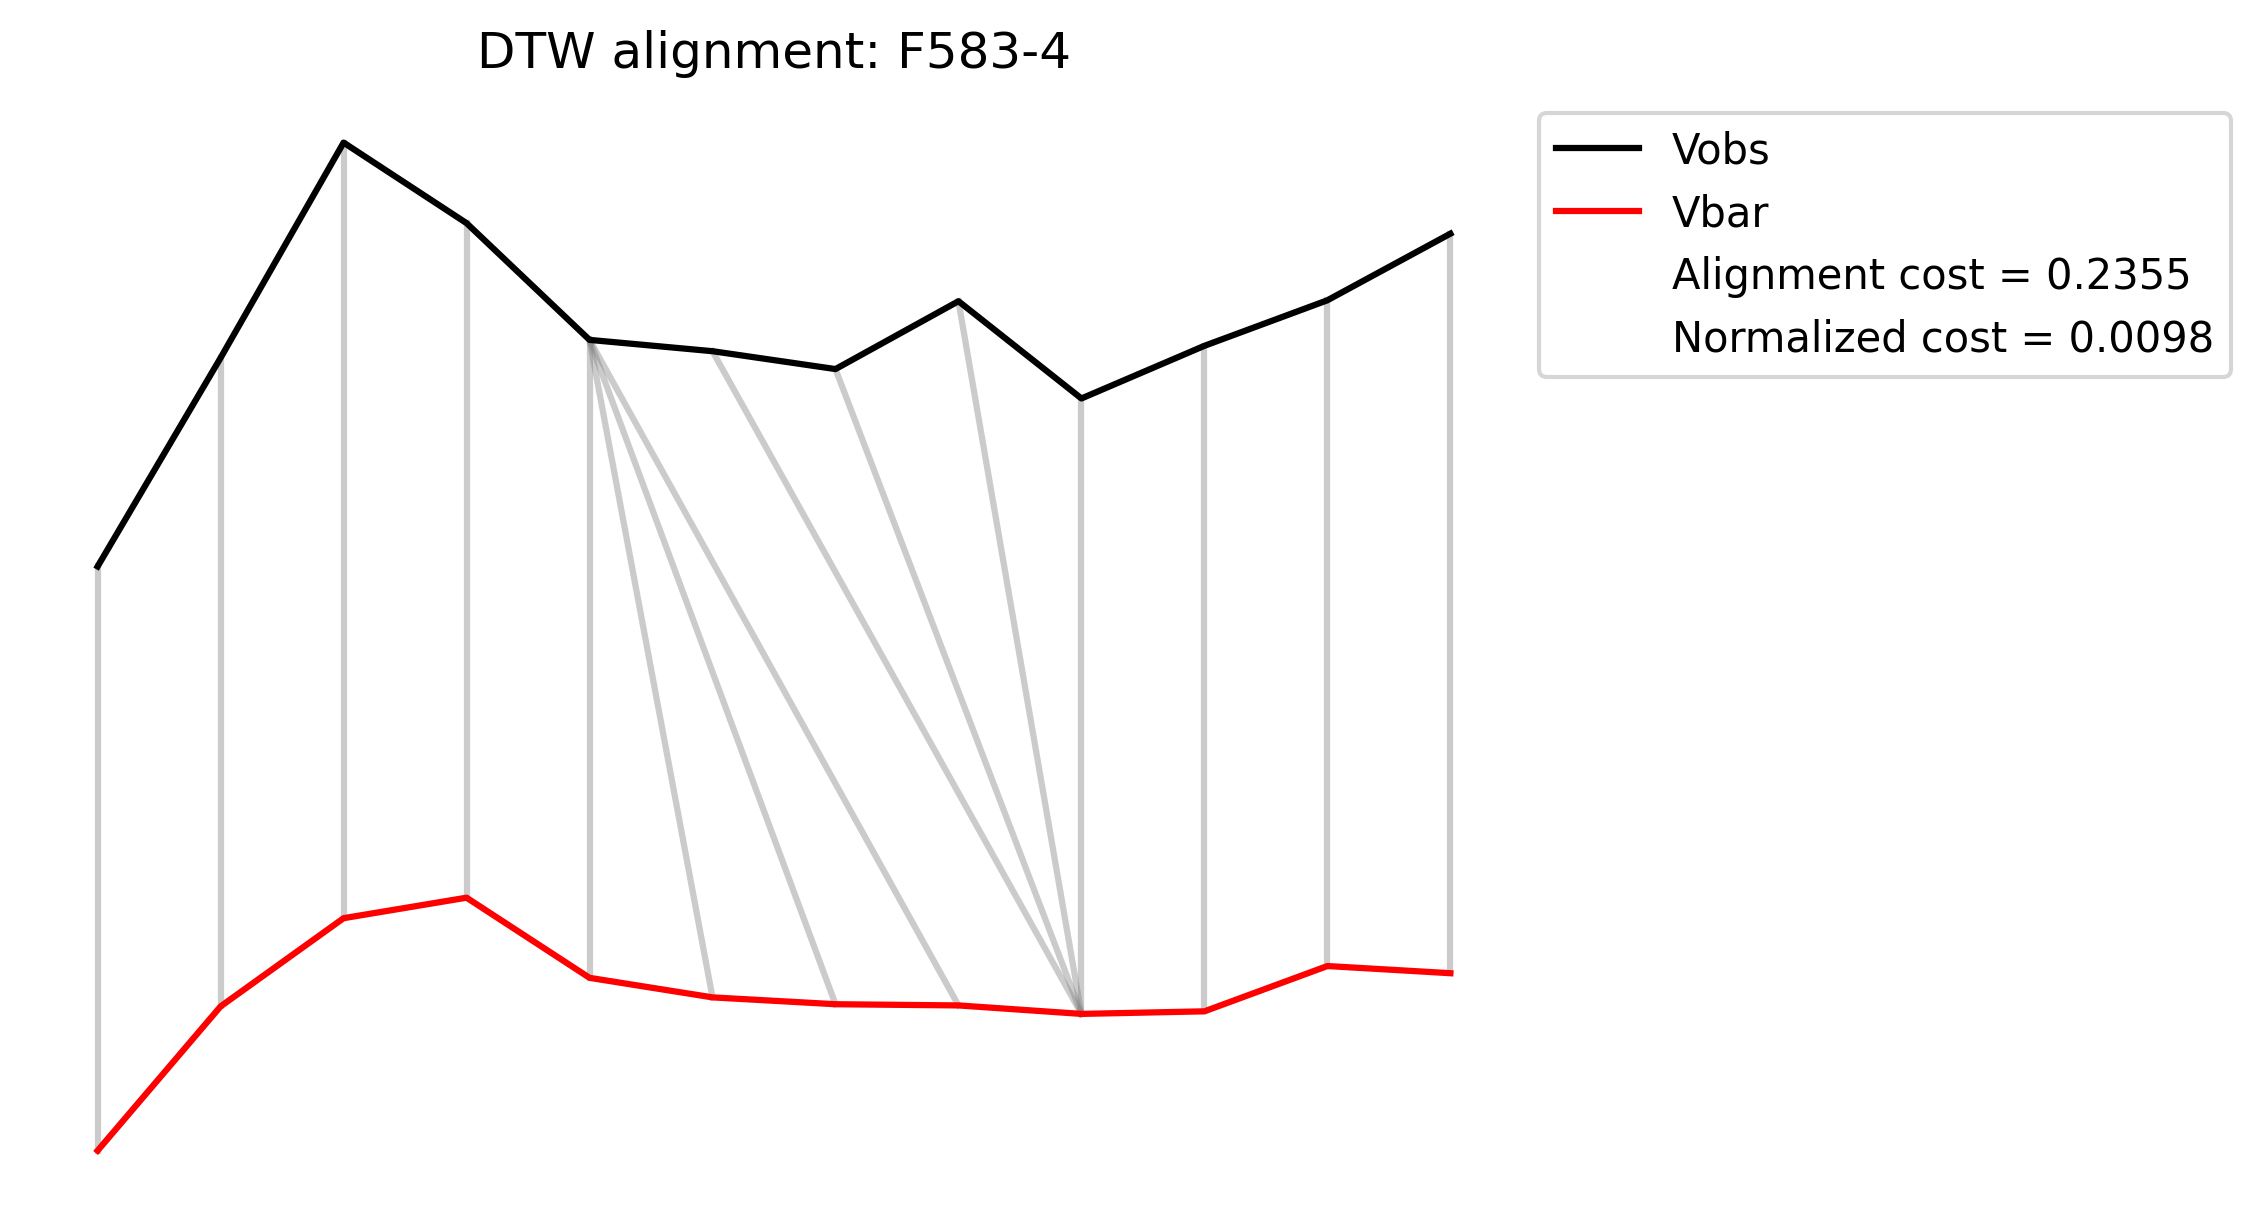 DTW alignment: F583-4
Vobs
Vbar
Alignment cost = 0.2355
Normalized cost = 0.0098